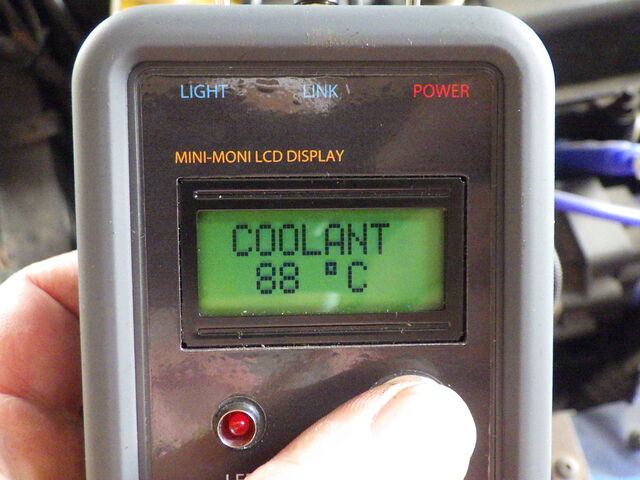 LIGHT LINK POWER
MINI-MONI LCD DISPLAY
COOLANT
88 °C